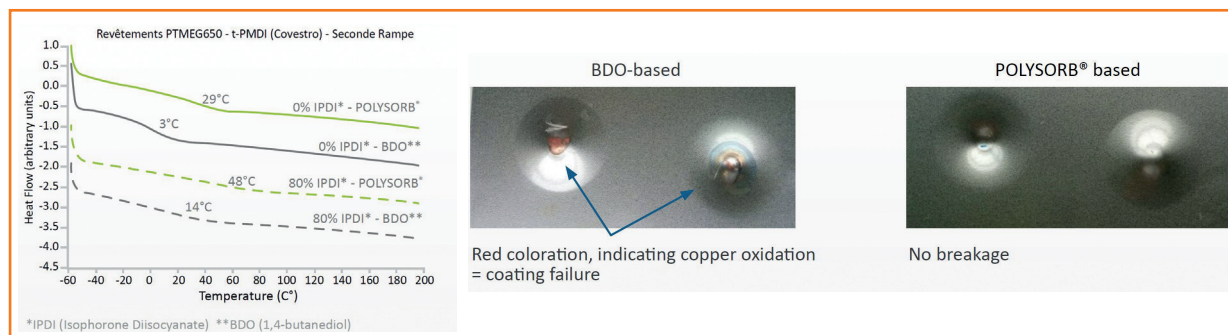 Revêtements PTMEG650 - t-PMDI (Covestro) - Seconde Rampe
Heat Flow (arbitrary units)
1.0
0.5
0.0
-0.5
-1.0
-1.5
-2.0
-2.5
-3.0
-3.5
-4.0
-4.5
29°C
0% IPDI* - POLYSORB®
3°C
0% IPDI* - BDO**
48°C
80% IPDI* - POLYSORB®
14°C
80% IPDI* - BDO**
-60 -40 -20 0 20 40 60 80 100 120 140 160 180 200
Temperature (C°)
*IPDI (Isophorone Diisocyanate) **BDO (1,4-butanediol)
BDO-based
Red coloration, indicating copper oxidation
= coating failure
POLYSORB® based
No breakage